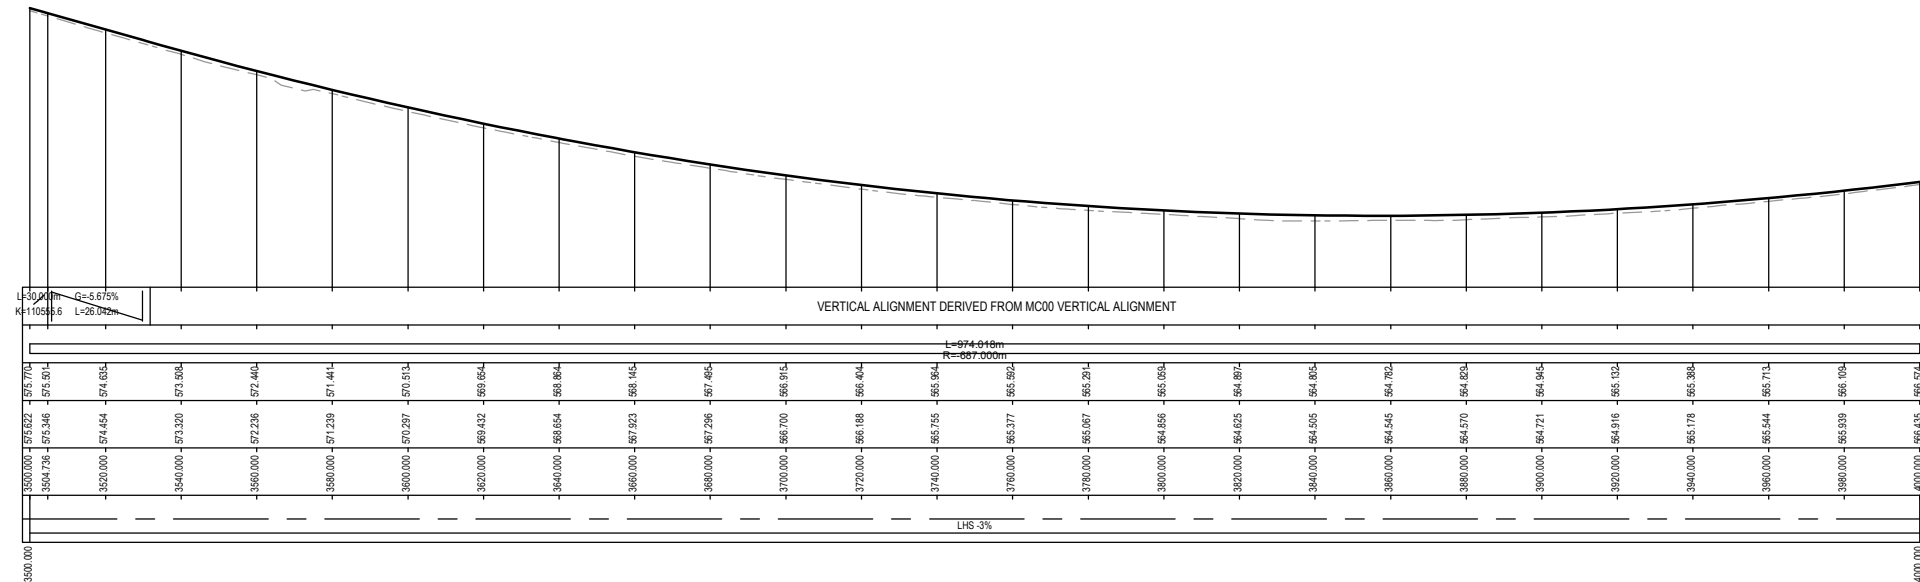 L=30.000m G=-5.675%
K=110555.6 L=26.042m
VERTICAL ALIGNMENT DERIVED FROM MC00 VERTICAL ALIGNMENT
L=974.018m
R=-687.000m
575.770 575.501 574.635 573.508 572.440 571.441 570.513 569.654 568.864 568.145 567.495 566.915 566.404 565.964 565.592 565.291 565.059 564.897 564.805 564.782 564.829 564.945 565.132 565.388 565.713 566.109 566.574
575.622 575.346 574.454 573.320 572.236 571.239 570.297 569.432 568.654 567.923 567.296 566.700 566.188 565.755 565.377 565.067 564.856 564.625 564.505 564.545 564.570 564.721 564.916 565.178 565.544 565.939 566.435
3500.000 3504.736 3520.000 3540.000 3560.000 3580.000 3600.000 3620.000 3640.000 3660.000 3680.000 3700.000 3720.000 3740.000 3760.000 3780.000 3800.000 3820.000 3840.000 3860.000 3880.000 3900.000 3920.000 3940.000 3960.000 3980.000 4000.000
LHS -3%
3500.000 4000.000